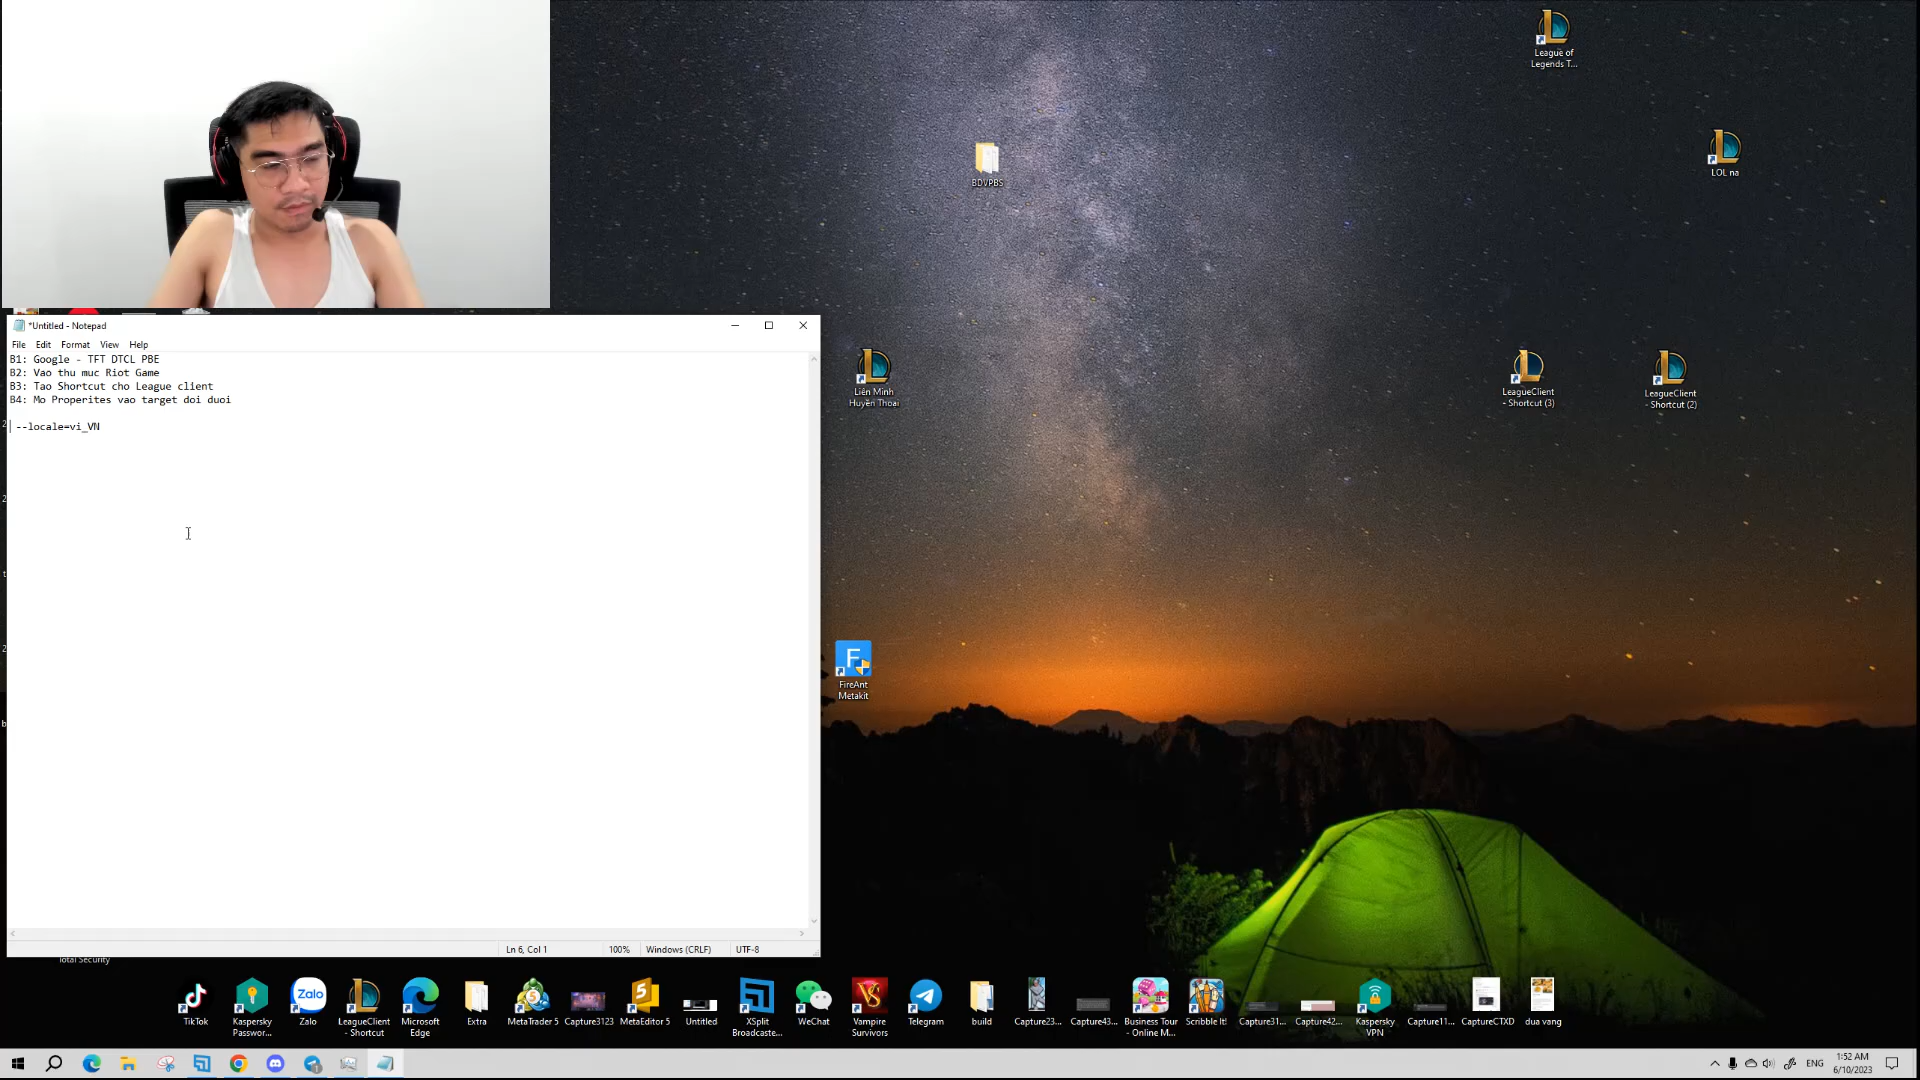 League of
Legends T...
LOL na
BDVPBS
Liên Minh
Huyền Thoại
LeagueClient
- Shortcut (3)
LeagueClient
- Shortcut (2)
*Untitled - Notepad
File Edit Format View Help
B1: Google - TFT DTCL PBE
B2: Vao thu muc Riot Game
B3: Tao Shortcut cho League client
B4: Mo Properites vao target doi duoi
--locale=vi_VN
FireAnt
Metakit
Ln 6, Col 1 100% Windows (CRLF) UTF-8
Total Security
TikTok
Kaspersky
Passwor...
Zalo
Zalo
LeagueClient
- Shortcut
Microsoft
Edge
Extra
MetaTrader 5
Capture3123
MetaEditor 5
Untitled
XSplit
Broadcaste...
WeChat
Vampire
Survivors
Telegram
build
Capture23...
Capture43...
Business Tour
- Online M...
Scribble It!
Capture31...
Capture42...
Kaspersky
VPN
Capture11...
CaptureCTXD
dua vang
ENG
1:52 AM
6/10/2023